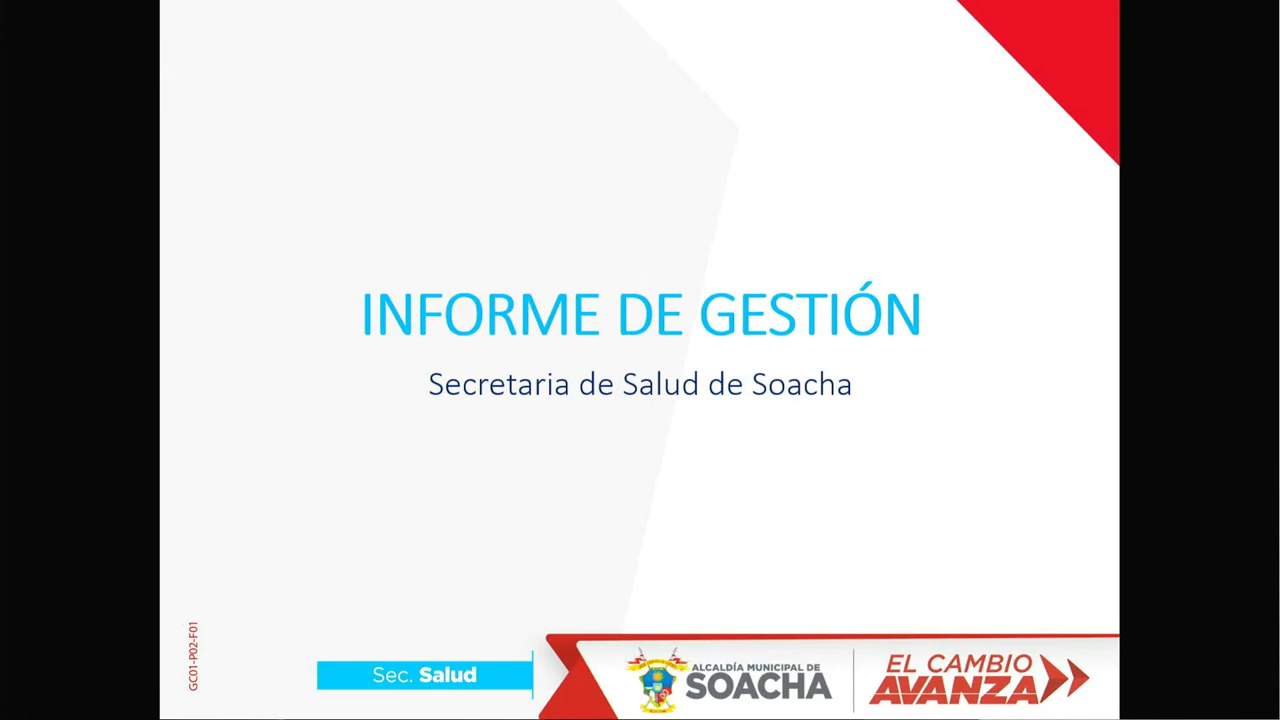 INFORME DE GESTIÓN
Secretaria de Salud de Soacha
GC01-P02-F01
Sec. Salud
ALCALDÍA MUNICIPAL DE
SOACHA
EL CAMBIO
AVANZA